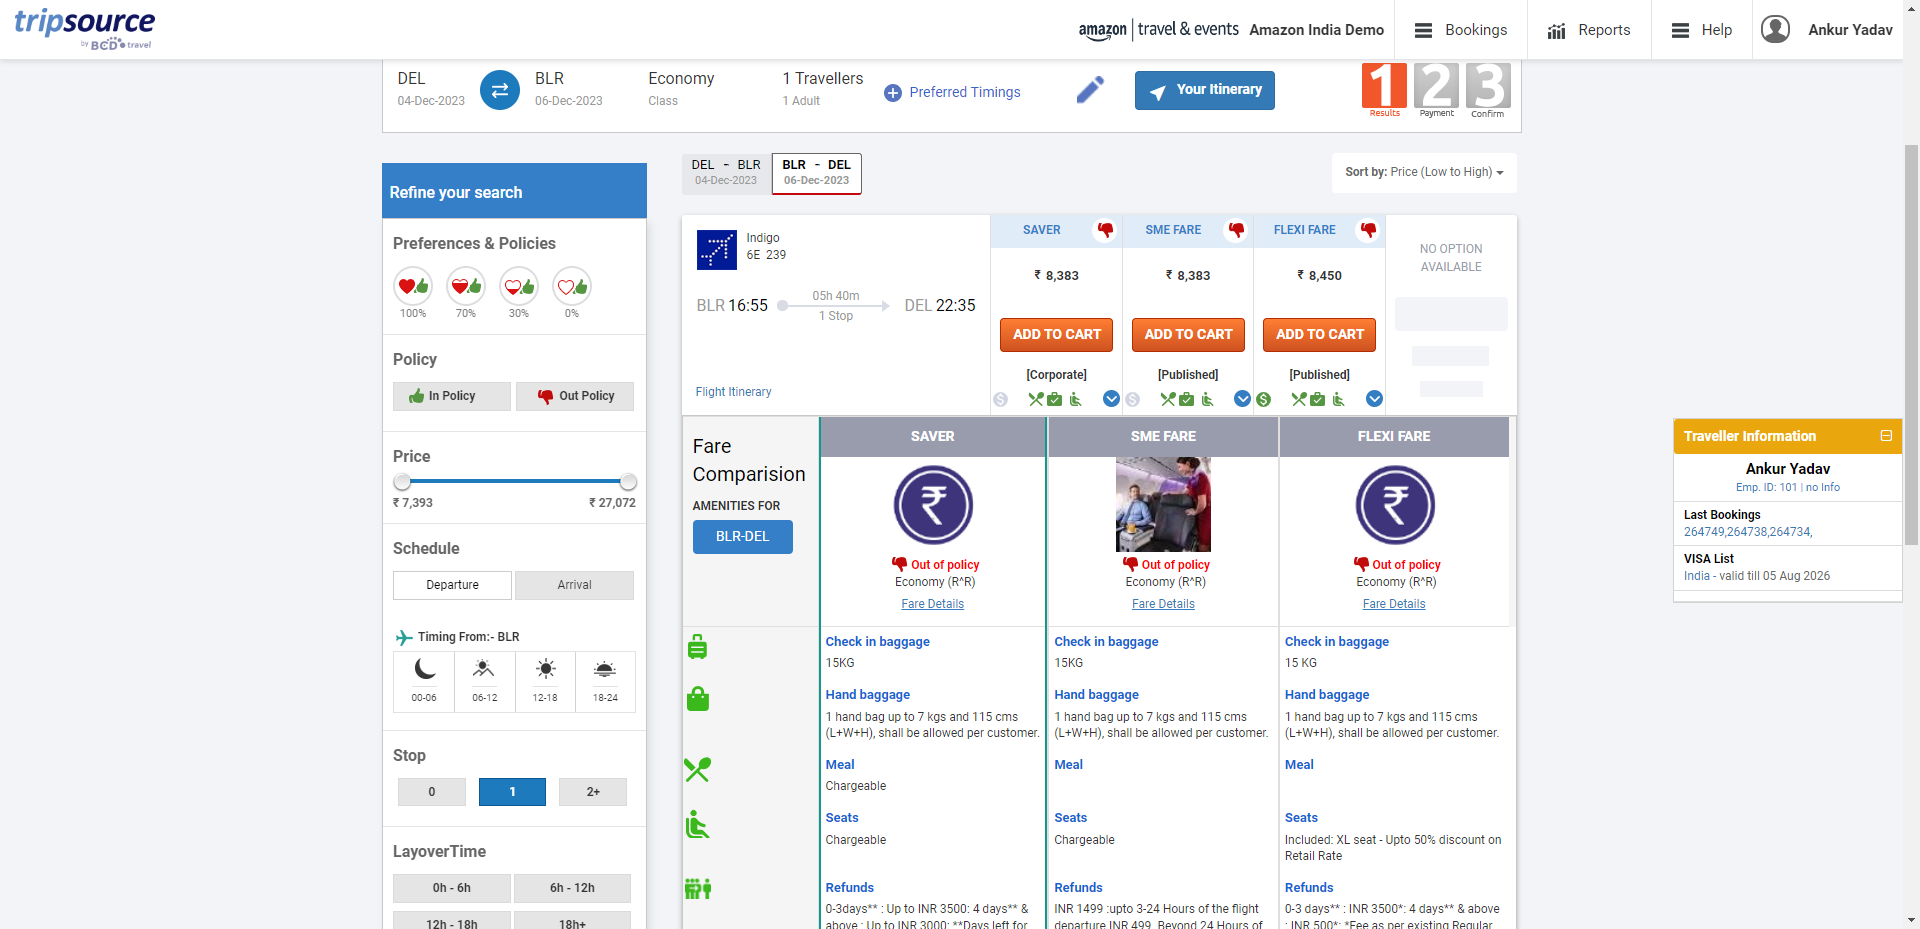 tripsource
by BCD travel
amazon travel & events Amazon India Demo
Bookings
Reports
Help
Ankur Yadav
DEL
04-Dec-2023
BLR
06-Dec-2023
Economy
Class
1 Travellers
1 Adult
Preferred Timings
Your Itinerary
1 2 3
Results Payment Confirm
Refine your search
Preferences & Policies
100% 70% 30% 0%
Policy
In Policy Out Policy
Price
₹ 7,393 ₹ 27,072
Schedule
Departure Arrival
Timing From:- BLR
00-06 06-12 12-18 18-24
Stop
0 1 2+
LayoverTime
0h - 6h 6h - 12h
12h - 18h 18h+
DEL - BLR
04-Dec-2023
BLR - DEL
06-Dec-2023
Sort by: Price (Low to High)
Indigo
6E 239
BLR 16:55
05h 40m
1 Stop
DEL 22:35
Flight Itinerary
SAVER
₹ 8,383
ADD TO CART
[Corporate]
SME FARE
₹ 8,383
ADD TO CART
[Published]
FLEXI FARE
₹ 8,450
ADD TO CART
[Published]
NO OPTION
AVAILABLE
Fare
Comparision
AMENITIES FOR
BLR-DEL
SAVER
Out of policy
Economy (R^R)
Fare Details
Check in baggage
15KG
Hand baggage
1 hand bag up to 7 kgs and 115 cms
(L+W+H), shall be allowed per customer.
Meal
Chargeable
Seats
Chargeable
Refunds
0-3days** : Up to INR 3500: 4 days** &
above : Up to INR 3000: **Days left for
SME FARE
Out of policy
Economy (R^R)
Fare Details
Check in baggage
15KG
Hand baggage
1 hand bag up to 7 kgs and 115 cms
(L+W+H), shall be allowed per customer.
Meal
Seats
Chargeable
Refunds
INR 1499 :upto 3-24 Hours of the flight
departure INR 499 Beyond 24 Hours of
FLEXI FARE
Out of policy
Economy (R^R)
Fare Details
Check in baggage
15 KG
Hand baggage
1 hand bag up to 7 kgs and 115 cms
(L+W+H), shall be allowed per customer.
Meal
Seats
Included: XL seat - Upto 50% discount on
Retail Rate
Refunds
0-3 days** : INR 3500*: 4 days** & above
: INR 500*: *Fee as per existing Regular
Traveller Information
Ankur Yadav
Emp. ID: 101 | no Info
Last Bookings
264749,264738,264734,
VISA List
India - valid till 05 Aug 2026